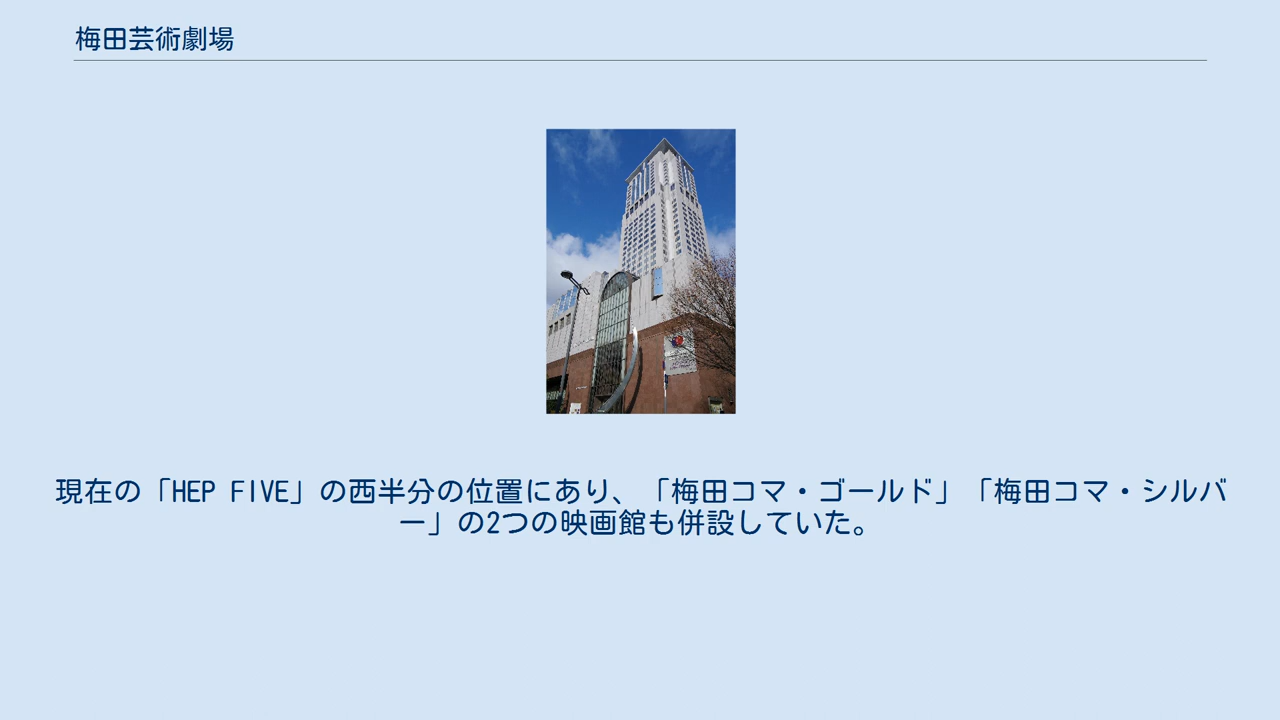 梅田芸術劇場
現在の「HEP FIVE」の西半分の位置にあり、「梅田コマ・ゴールド」「梅田コマ・シルバ
ー」の2つの映画館も併設していた。